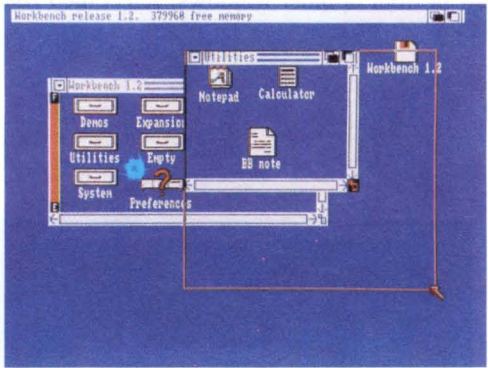 Workbench release 1.2. 379960 free memory
Utilities
Workbench 1.2
Notepad
Calculator
BB note
Workbench 1.2
Demos
Expansion
Utilities
Empty
System
Preferences
F
E